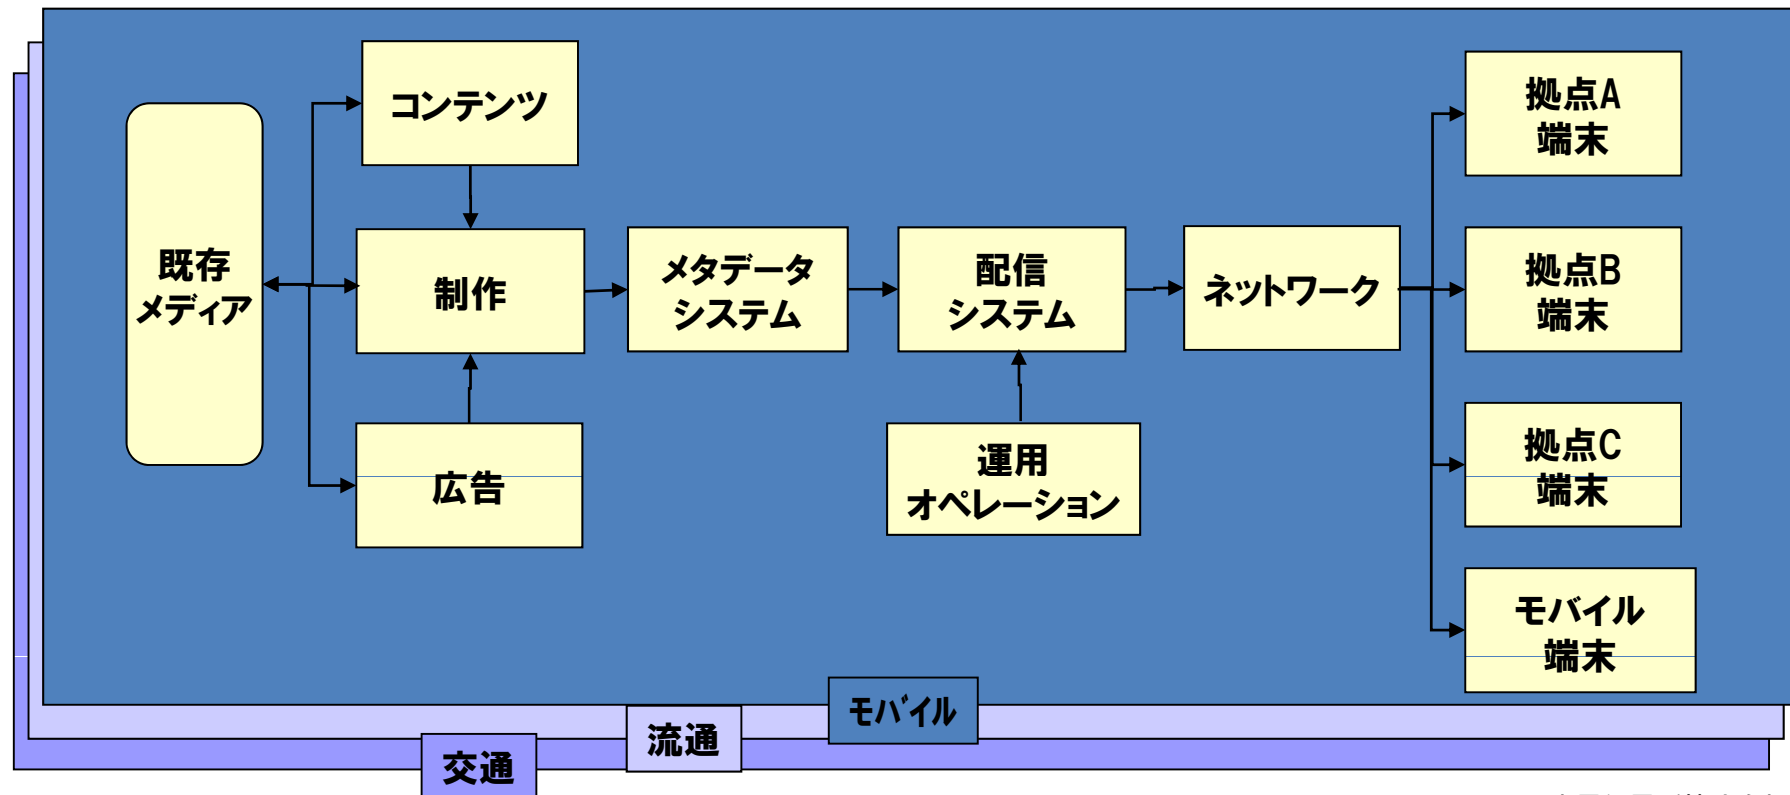 コンテンツ
既存
メディア
制作
広告
メタデータ
システム
配信
システム
運用
オペレーション
ネットワーク
拠点A
端末
拠点B
端末
拠点C
端末
モバイル
端末
モバイル
流通
交通